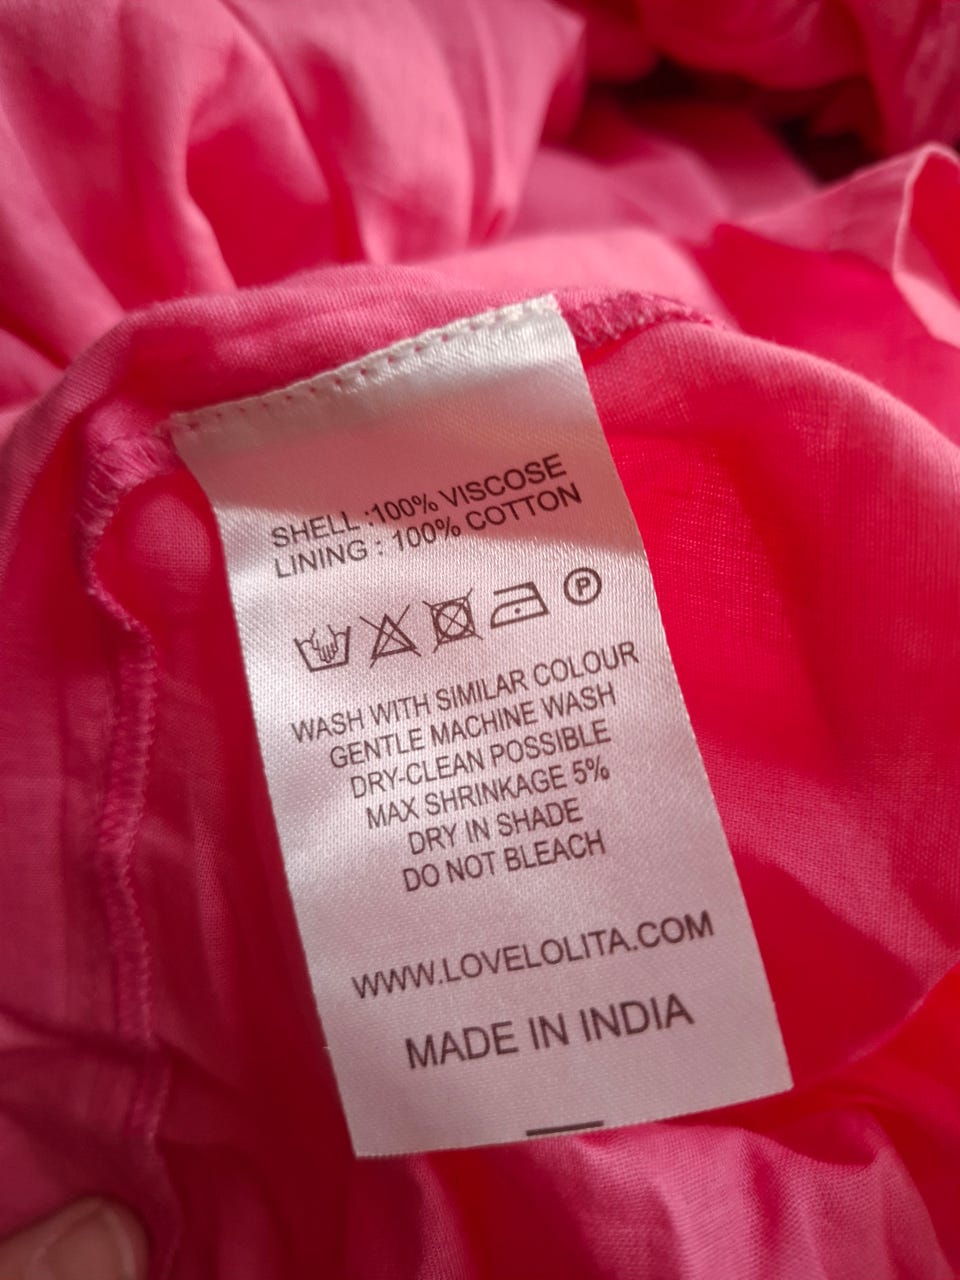 SHELL :100% VISCOSE
LINING : 100% COTTON
P
WASH WITH SIMILAR COLOUR
GENTLE MACHINE WASH
DRY-CLEAN POSSIBLE
MAX SHRINKAGE 5%
DRY IN SHADE
DO NOT BLEACH
WWW.LOVELOLITA.COM
MADE IN INDIA